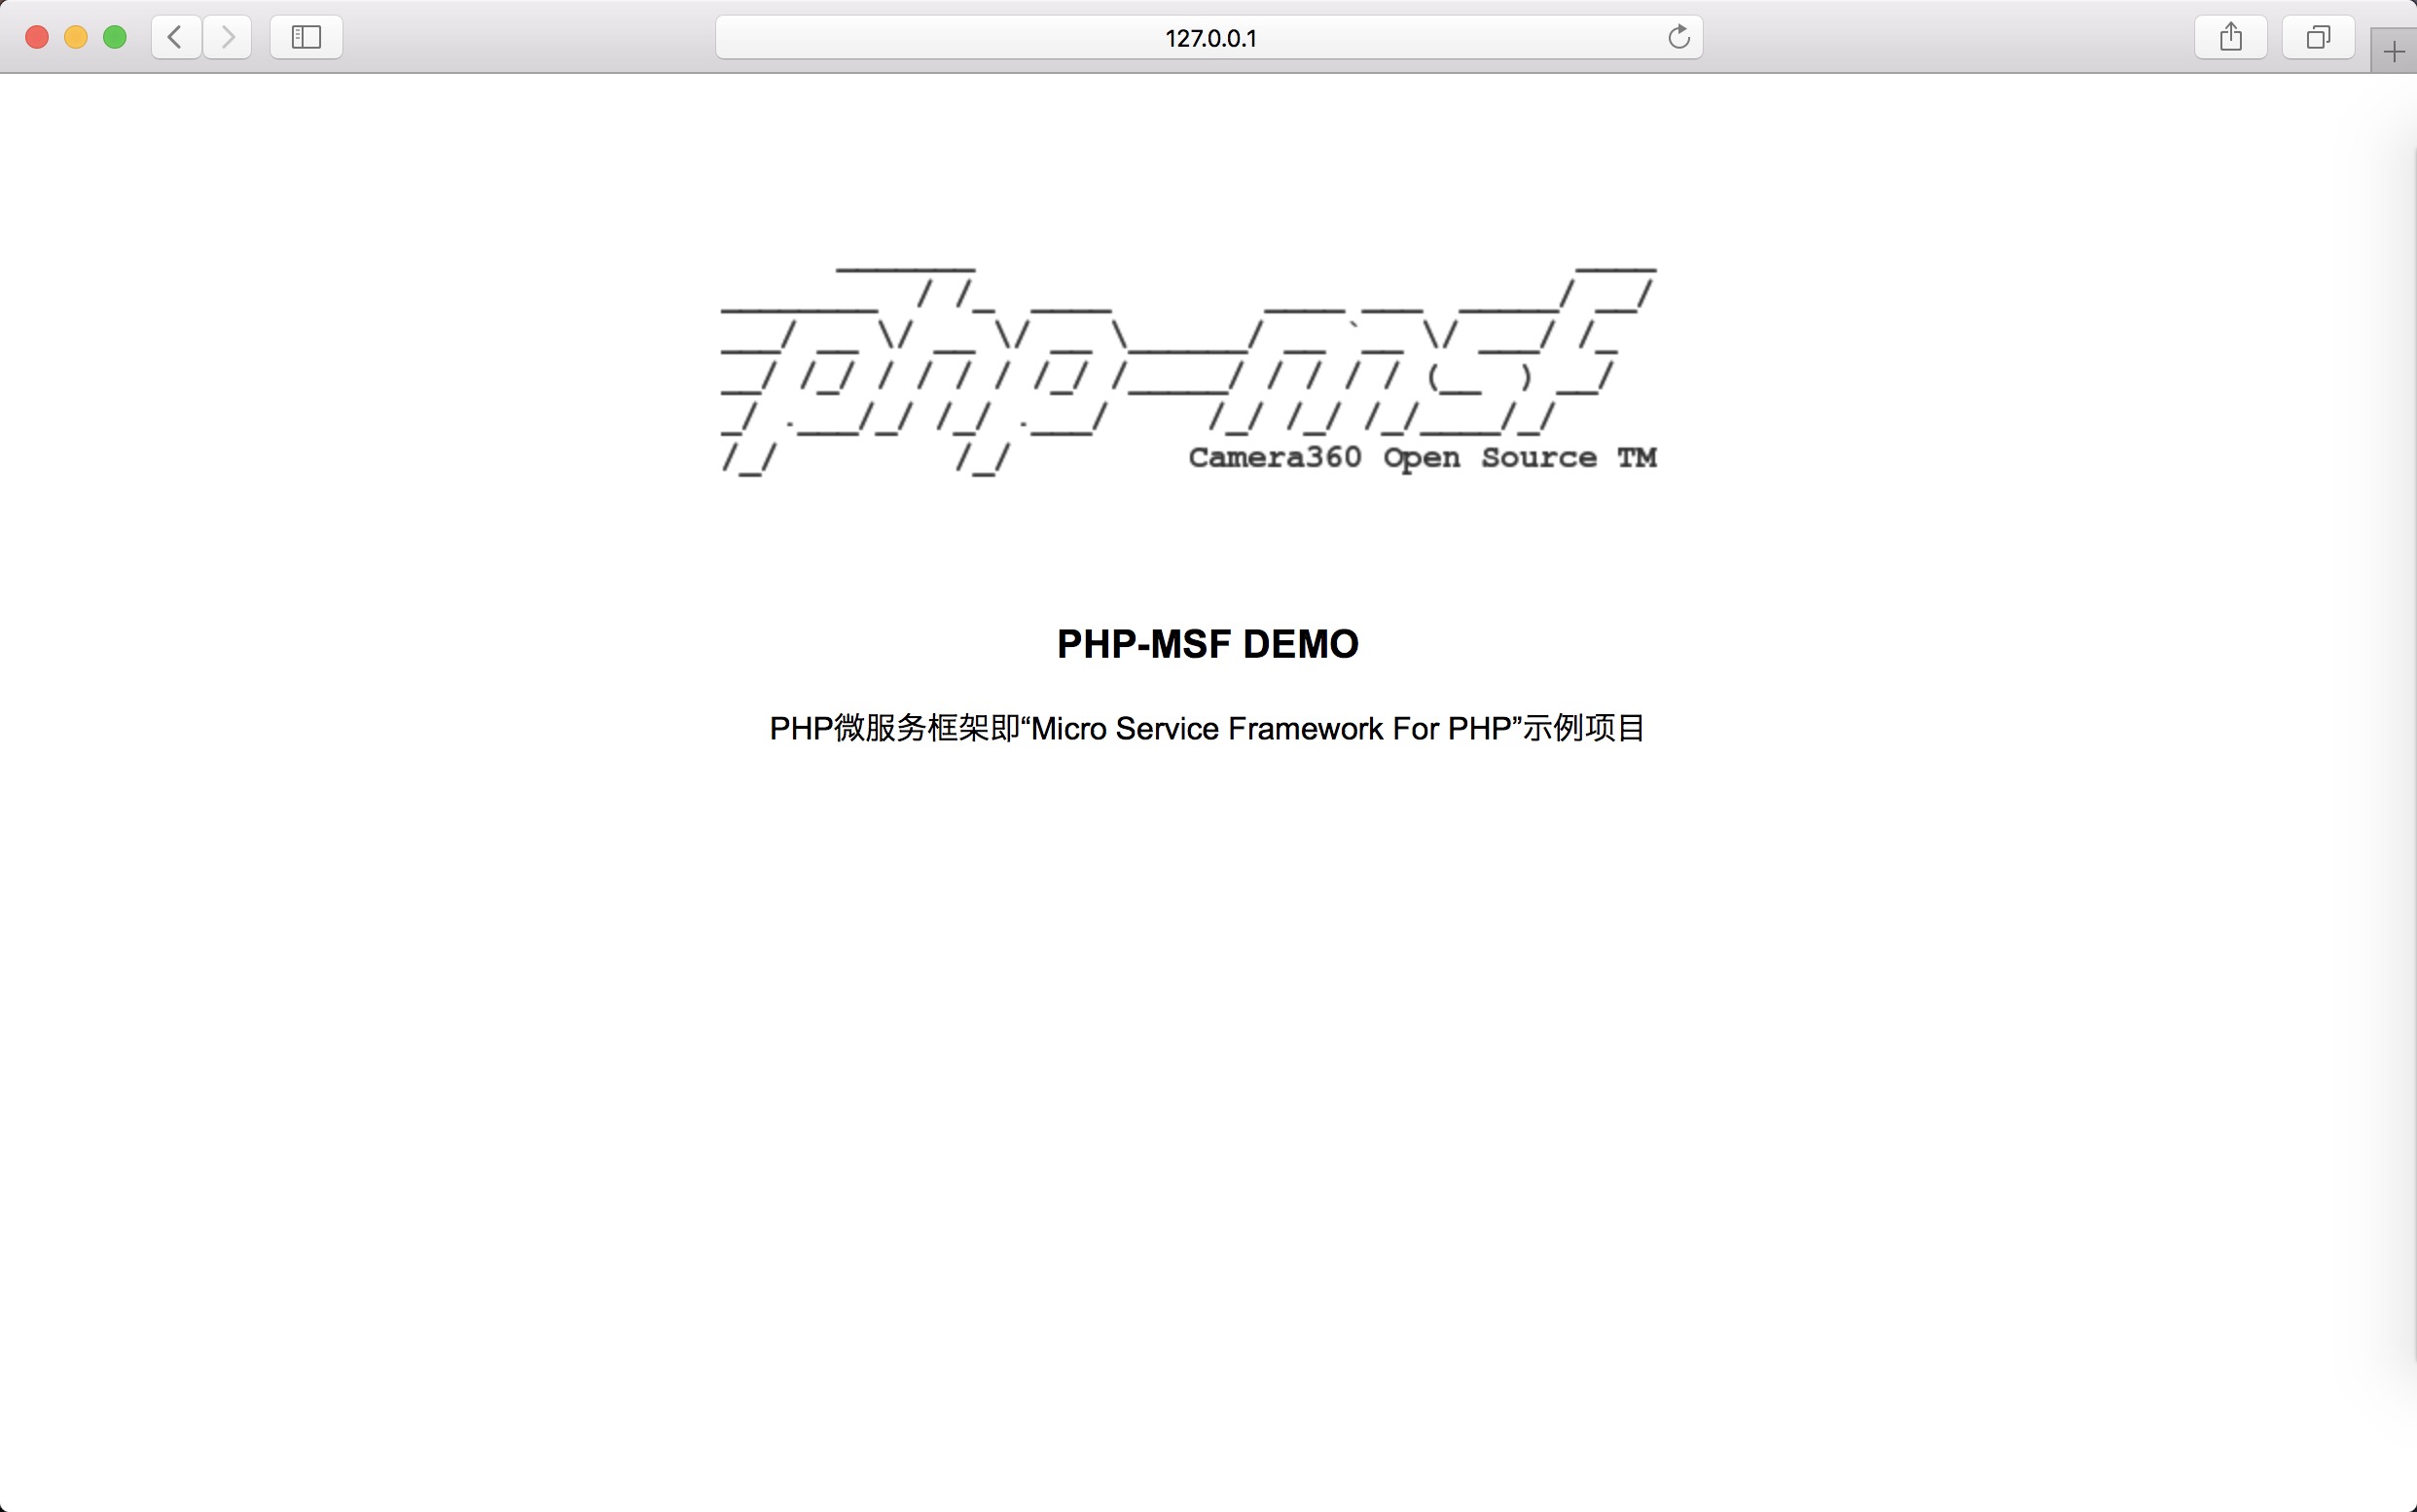 127.0.0.1
php-msf
Camera360 Open Source TM
PHP-MSF DEMO
PHP微服务框架即“Micro Service Framework For PHP”示例项目